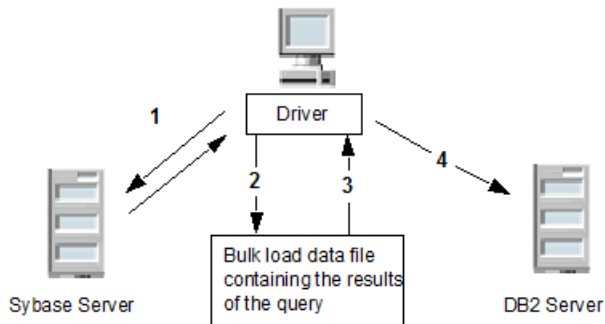 Driver
1
2
3
4
Bulk load data file
containing the results
of the query
Sybase Server
DB2 Server